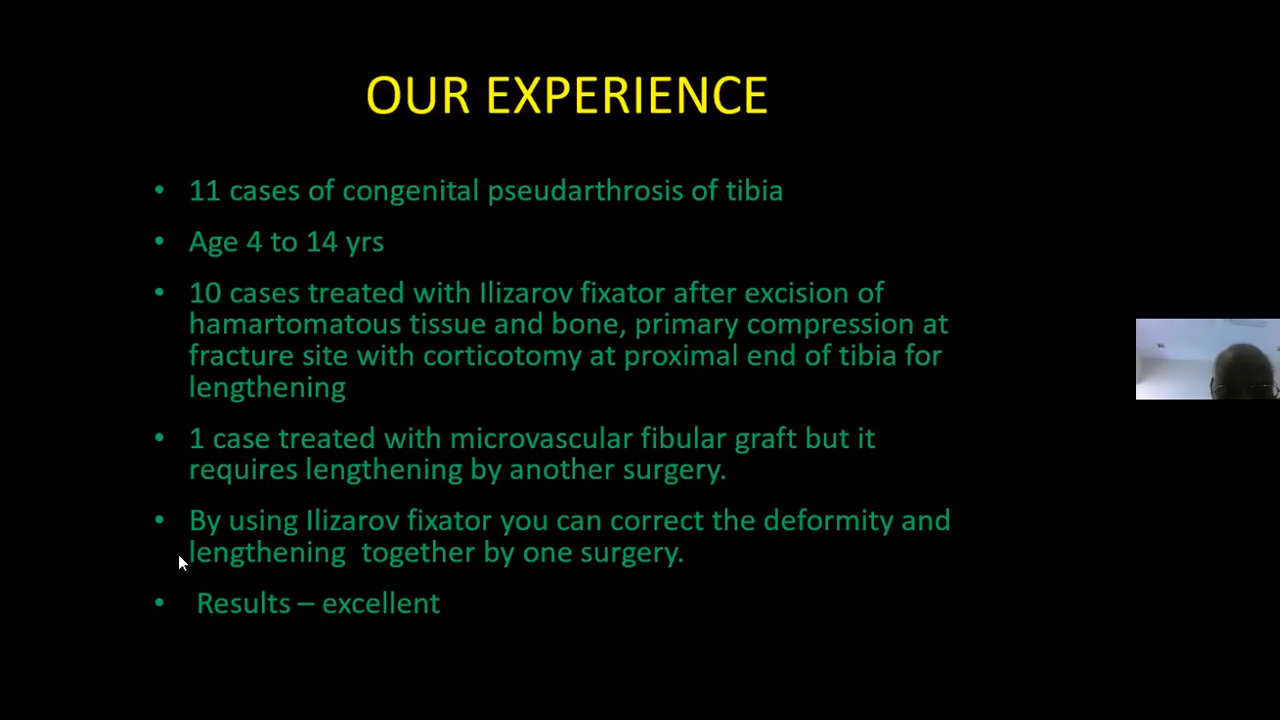 OUR EXPERIENCE
• 11 cases of congenital pseudarthrosis of tibia
• Age 4 to 14 yrs
• 10 cases treated with Ilizarov fixator after excision of
hamartomatous tissue and bone, primary compression at
fracture site with corticotomy at proximal end of tibia for
lengthening
• 1 case treated with microvascular fibular graft but it
requires lengthening by another surgery.
• By using Ilizarov fixator you can correct the deformity and
lengthening together by one surgery.
• Results – excellent